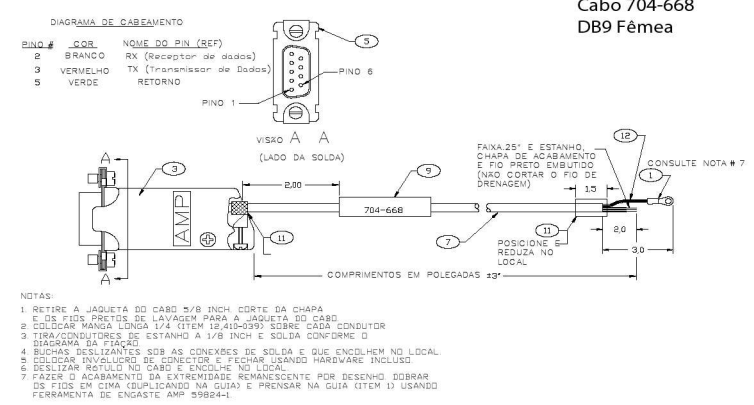 Cabo 704-668
DB9 Fêmea
DIAGRAMA DE CABEAMENTO
PINO # COR NOME DO PIN (REF)
2 BRANCO RX (Receptor de dados)
3 VERMELHO TX (Transmissor de Dados)
5 VERDE RETORNO
5
PINO 6
PINO 1
VISÃO A A
(LADO DA SOLDA)
FAIXA.25" E ESTANHO,
CHAPA DE ACABAMENTO
E FIO PRETO EMBUTIDO
(NÃO CORTAR O FIO DE
DRENAGEM)
12
CONSULTE NOTA # 7
1
A
3
9
2,00
1,5
704-668
AMP
11
7
11
POSICIONE E
REDUZA NO
LOCAL
2,0
3,0
A
COMPRIMENTOS EM POLEGADAS ±3"
NOTAS:
1. RETIRE A JAQUETA DO CABO 5/8 INCH. CORTE DA CHAPA
E OS FIOS PRETOS DE LAVAGEM PARA A JAQUETA DO CABO.
2. COLOCAR MANGA LONGA 1/4 (ITEM 12,410-039) SOBRE CADA CONDUTOR
3. TIRA/CONDUTORES DE ESTANHO A 1/8 INCH E SOLDA CONFORME O
DIAGRAMA DA FIAÇÃO.
4. BUCHAS DESLIZANTES SOB AS CONEXÕES DE SOLDA E QUE ENCOLHEM NO LOCAL.
5. COLOCAR INVÓLUCRO DE CONECTOR E FECHAR USANDO HARDWARE INCLUSO.
6. DESLIZAR RÓTULO NO CABO E ENCOLHE NO LOCAL
7. FAZER O ACABAMENTO DA EXTREMIDADE REMANESCENTE POR DESENHO. DOBRAR
OS FIOS EM CIMA (DUPLICANDO NA GUIA) E PRENSAR NA GUIA (ITEM 1) USANDO
FERRAMENTA DE ENGASTE AMP 59824-1.